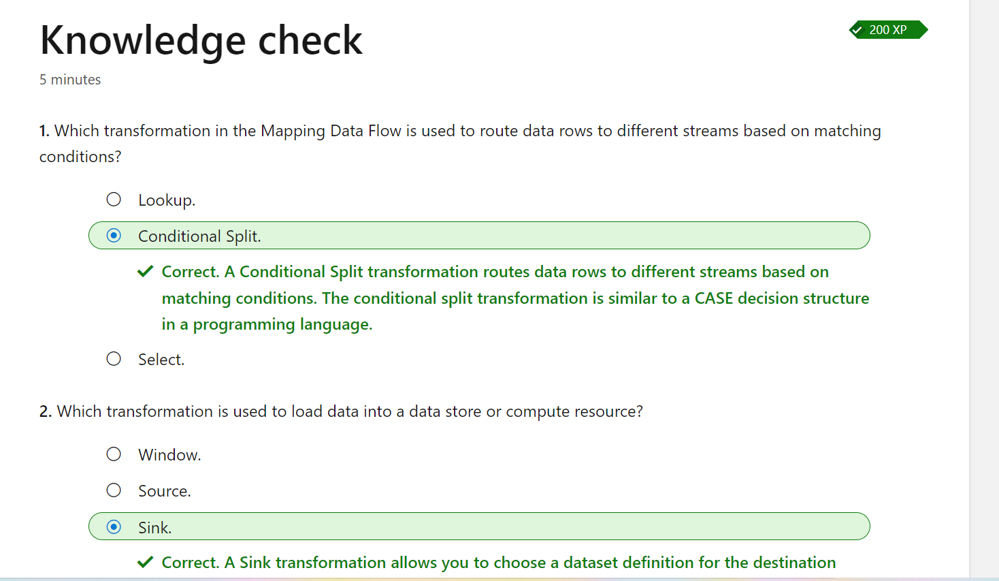 Knowledge check
200 XP
5 minutes
1. Which transformation in the Mapping Data Flow is used to route data rows to different streams based on matching
conditions?
Lookup.
Conditional Split.
Correct. A Conditional Split transformation routes data rows to different streams based on
matching conditions. The conditional split transformation is similar to a CASE decision structure
in a programming language.
Select.
2. Which transformation is used to load data into a data store or compute resource?
Window.
Source.
Sink.
Correct. A Sink transformation allows you to choose a dataset definition for the destination